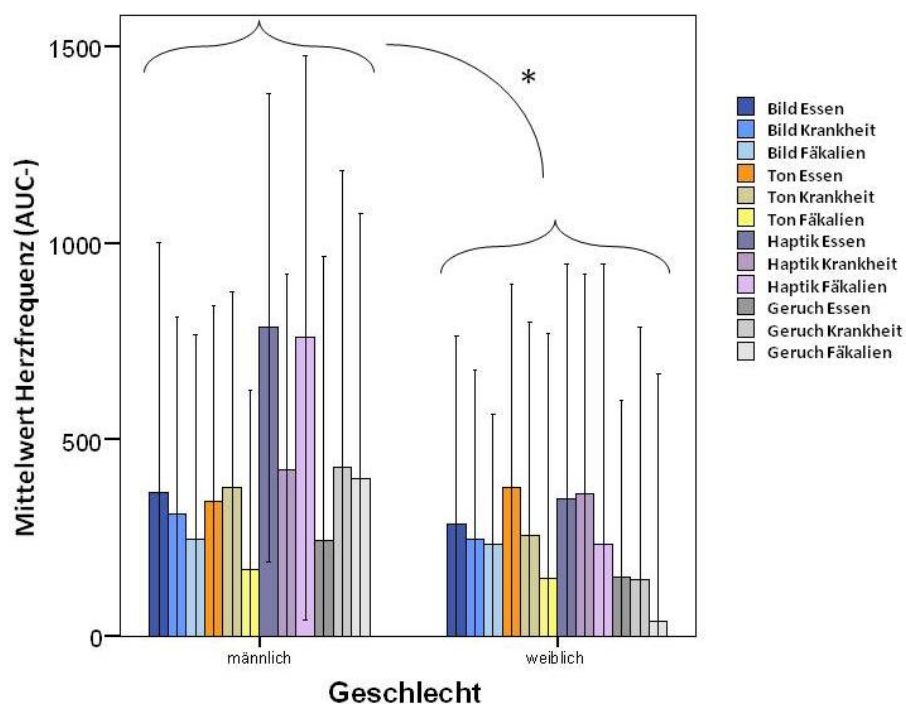 Mittelwert Herzfrequenz (AUC-)
1500
1000
500
0
*
männlich
weiblich
Geschlecht
Bild Essen
Bild Krankheit
Bild Fäkalien
Ton Essen
Ton Krankheit
Ton Fäkalien
Haptik Essen
Haptik Krankheit
Haptik Fäkalien
Geruch Essen
Geruch Krankheit
Geruch Fäkalien